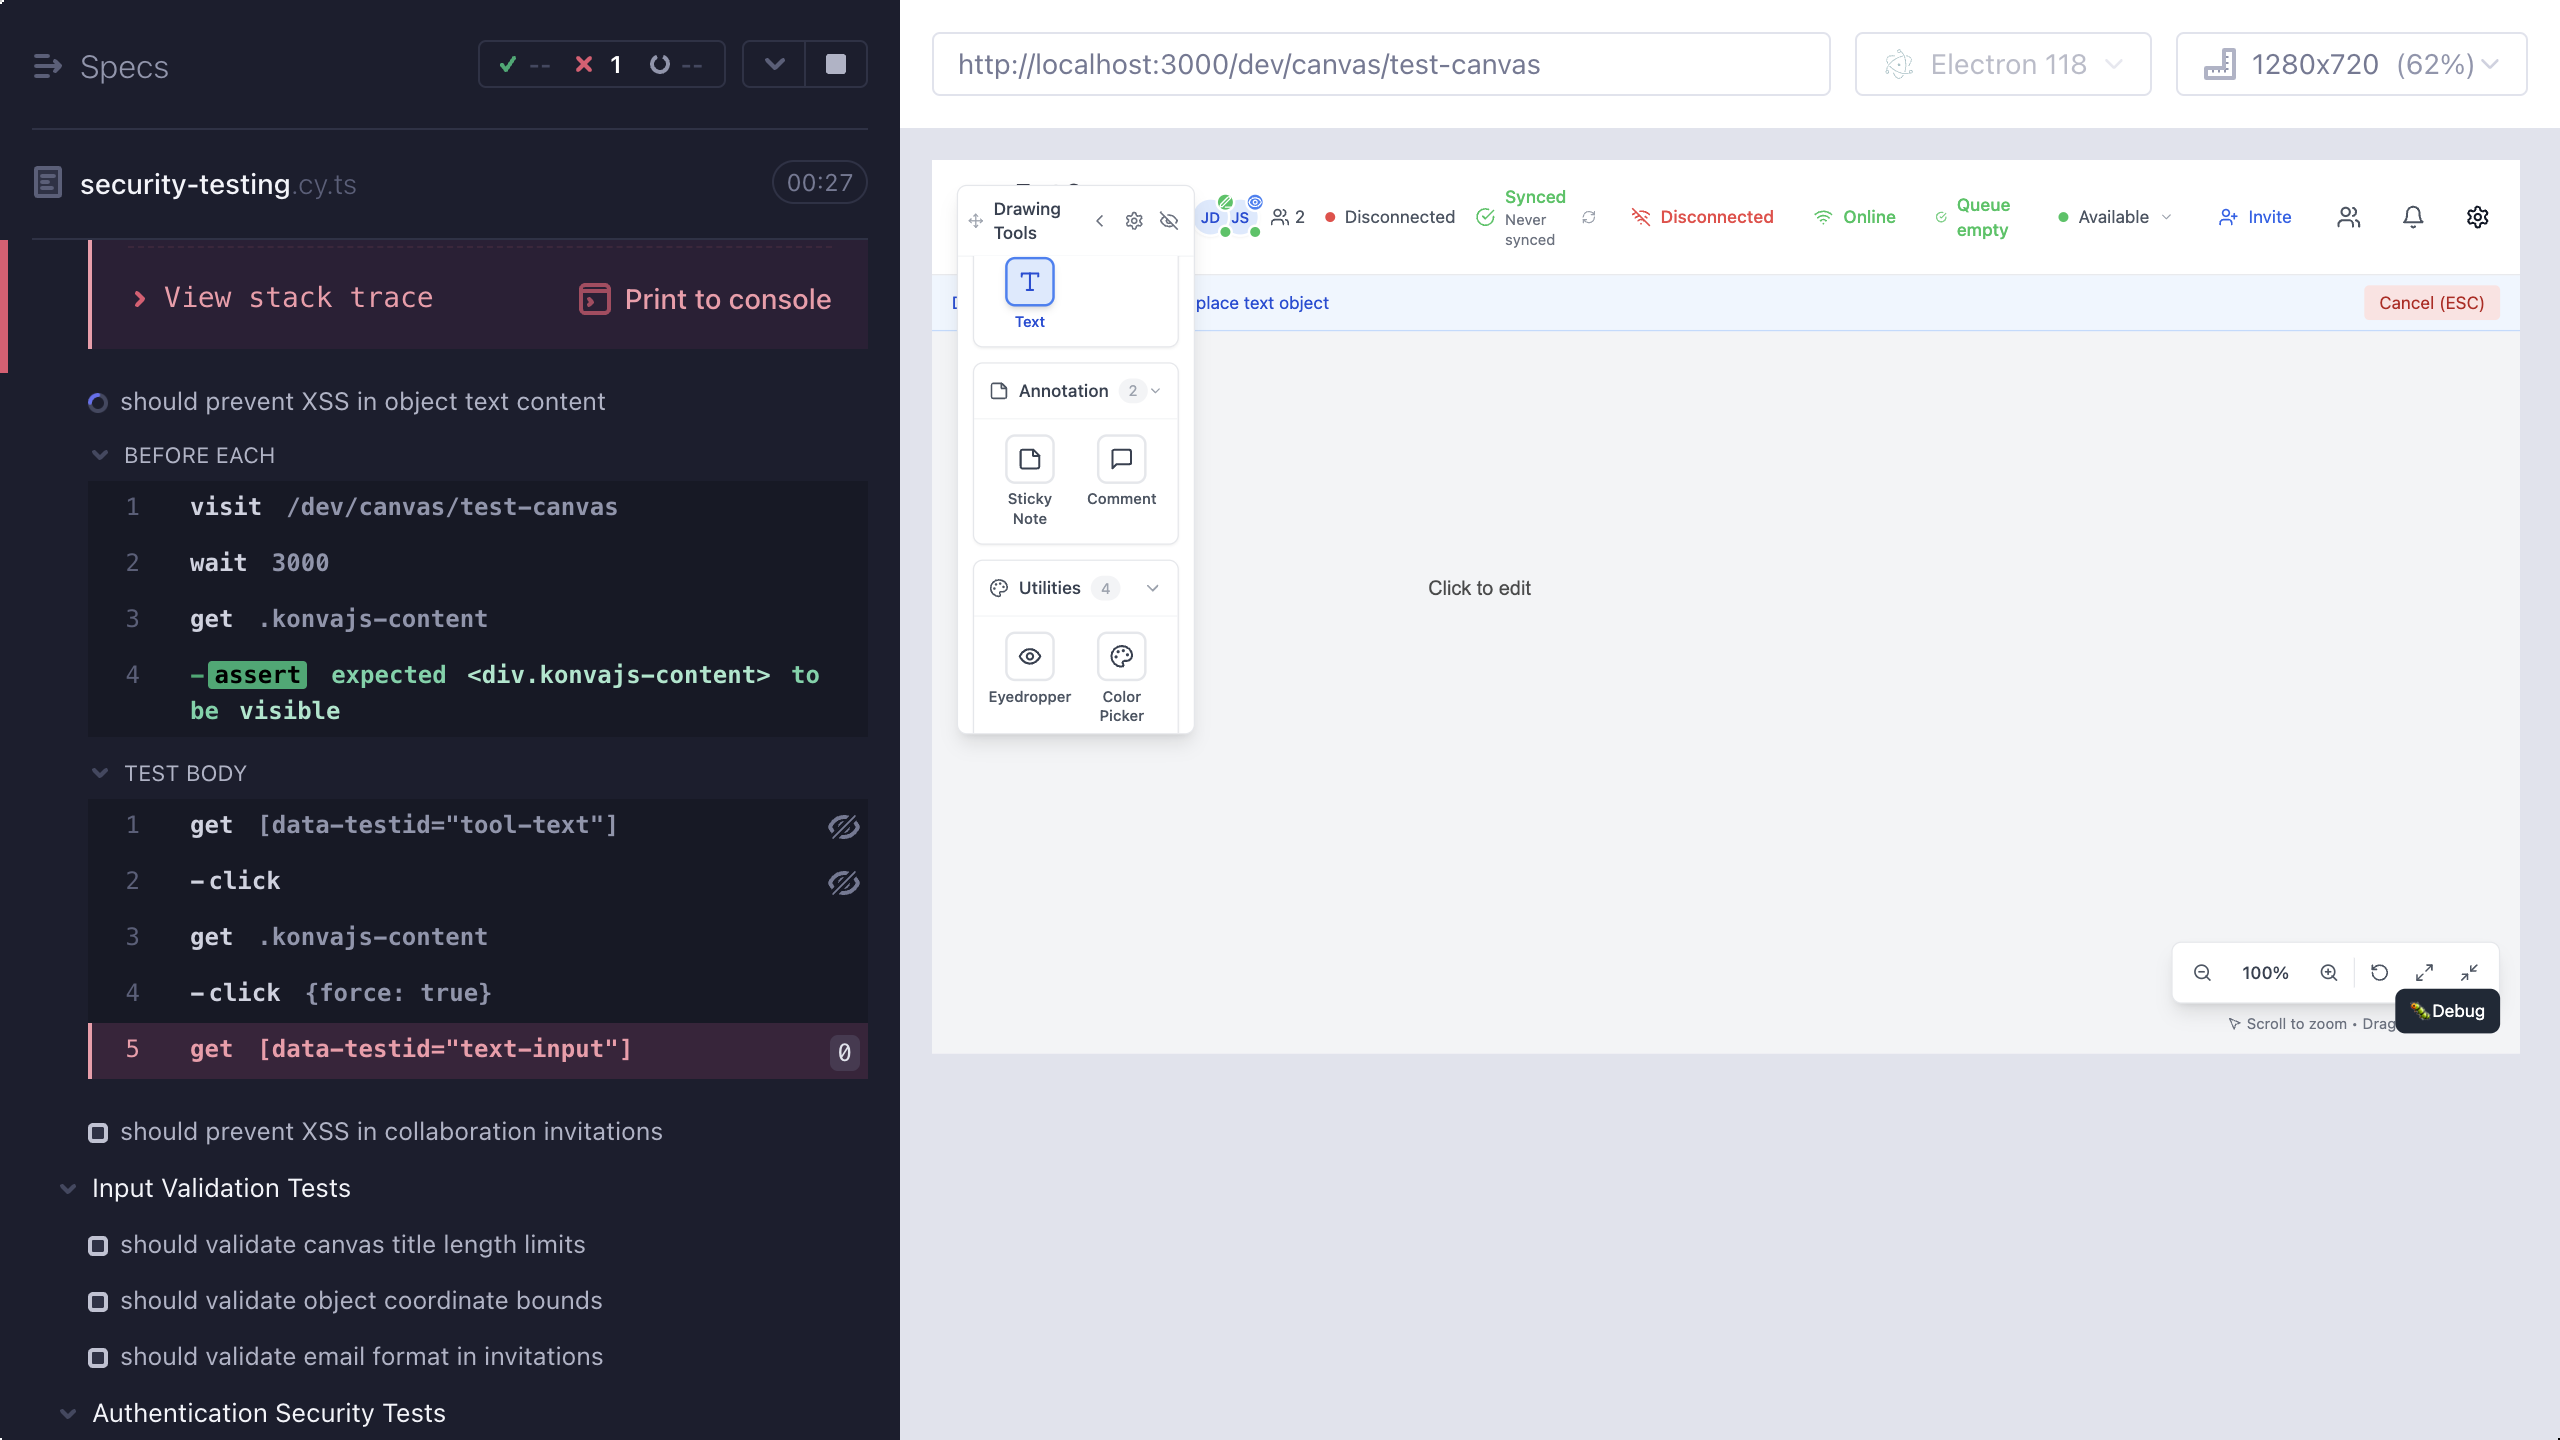 Specs
--
1
--
security-testing.cy.ts
00:27
View stack trace
Print to console
should prevent XSS in object text content
BEFORE EACH
1 visit /dev/canvas/test-canvas
2 wait 3000
3 get .konvajs-content
4 -assert expected <div.konvajs-content> to
be visible
TEST BODY
1 get [data-testid="tool-text"]
2 -click
3 get .konvajs-content
4 -click {force: true}
5 get [data-testid="text-input"] 0
should prevent XSS in collaboration invitations
Input Validation Tests
should validate canvas title length limits
should validate object coordinate bounds
should validate email format in invitations
Authentication Security Tests
http://localhost:3000/dev/canvas/test-canvas
Electron 118
1280x720 (62%)
Drawing
Tools
JD
JS
2
Disconnected
Synced
Never
synced
Disconnected
Online
Queue
empty
Available
Invite
place text object
Cancel (ESC)
Text
Annotation 2
Sticky
Note
Comment
Utilities 4
Eyedropper
Color
Picker
Click to edit
100%
Debug
Scroll to zoom • Drag